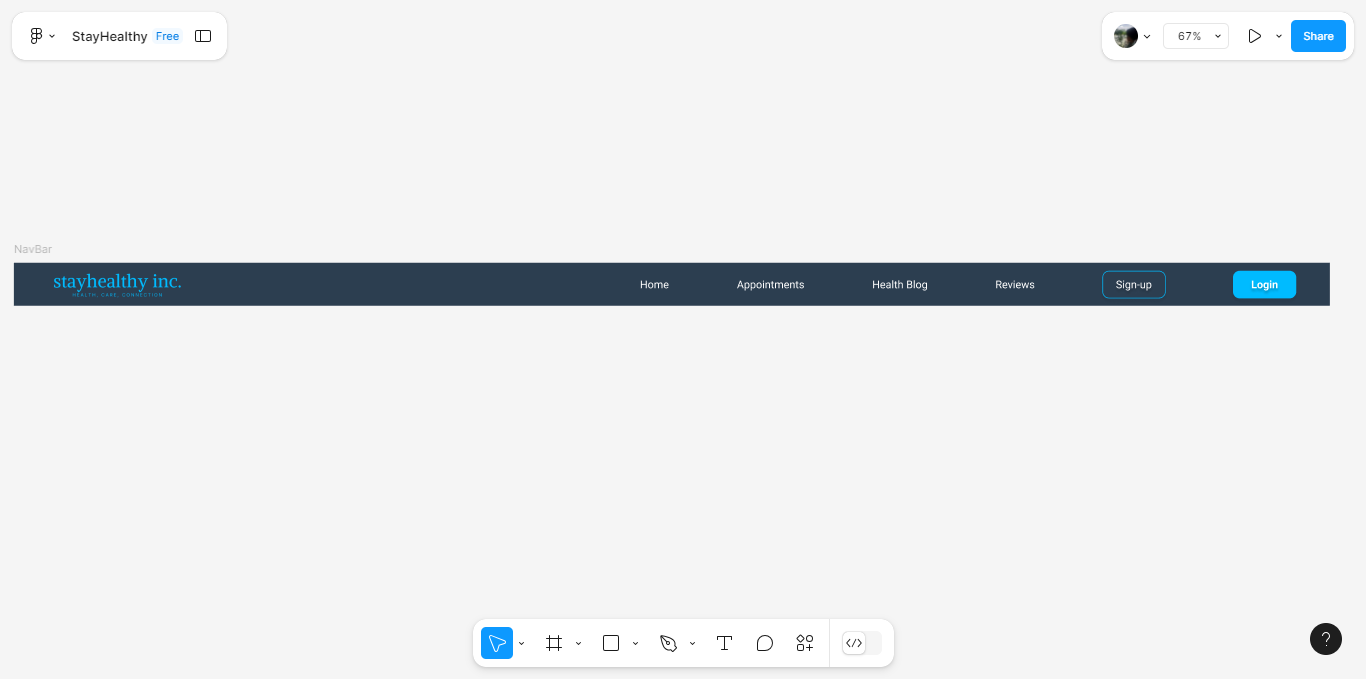 StayHealthy Free
67%
Share
NavBar
stayhealthy inc.
HEALTH, CARE, CONNECTION
Home
Appointments
Health Blog
Reviews
Sign-up
Login